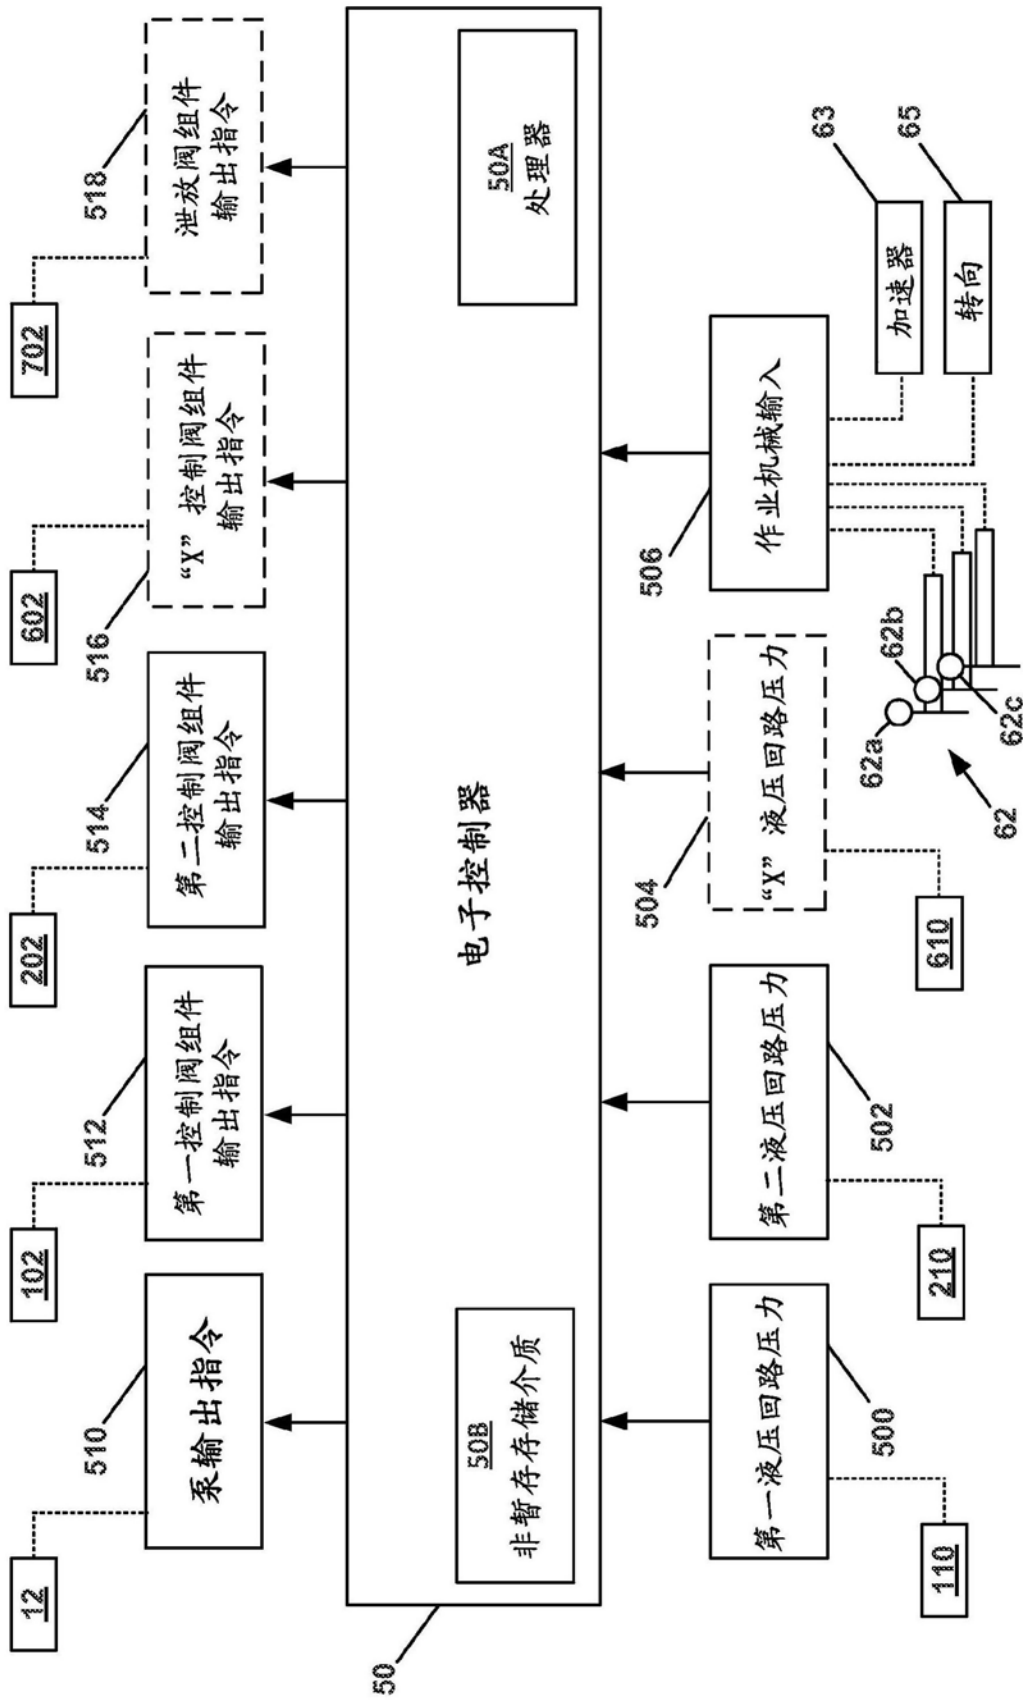 12
102
202
602
702
510
512
514
516
518
泵输出指令
第一控制阀组件
输出指令
第二控制阀组件
输出指令
“X” 控制阀组件
输出指令
泄放阀组件
输出指令
50
电子控制器
50B
非暂存存储介质
50A
处理器
第一液压回路压力
第二液压回路压力
“X” 液压回路压力
作业机械输入
500
502
504
506
110
210
610
62
62a
62b
62c
加速器
63
转向
65